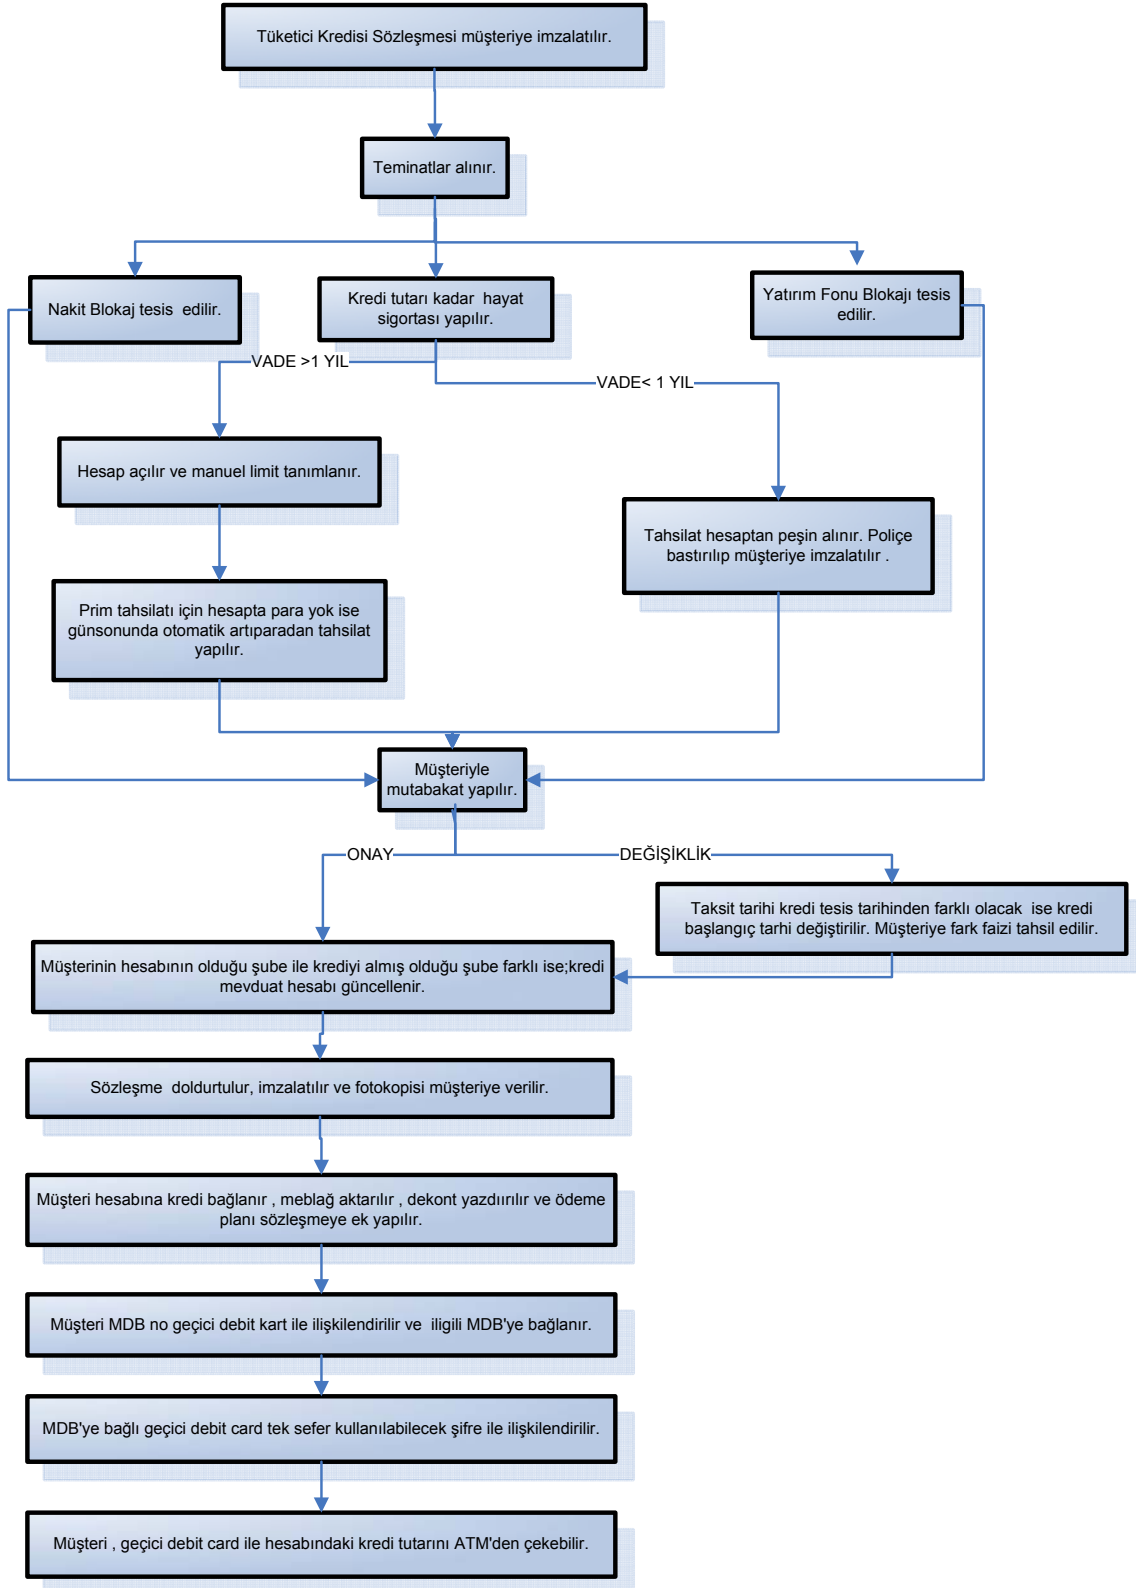 Tüketici Kredisi Sözleşmesi müşteriye imzalatılır.
Teminatlar alınır.
Nakit Blokaj tesis  edilir.
Kredi tutarı kadar  hayat
sigortası yapılır.
Yatırım Fonu Blokajı tesis
edilir.
VADE >1 YIL
VADE< 1 YIL
Hesap açılır ve manuel limit tanımlanır.
Tahsilat hesaptan peşin alınır. Poliçe
bastırılıp müşteriye imzalatılır .
Prim tahsilatı için hesapta para yok ise
günsonunda otomatik artıparadan tahsilat
yapılır.
Müşteriyle
mutabakat yapılır.
ONAY
DEĞİŞİKLİK
Taksit tarihi kredi tesis tarihinden farklı olacak  ise kredi
başlangıç tarhi değiştirilir. Müşteriye fark faizi tahsil edilir.
Müşterinin hesabının olduğu şube ile krediyi almış olduğu şube farklı ise;kredi
mevduat hesabı güncellenir.
Sözleşme  doldurtulur, imzalatılır ve fotokopisi müşteriye verilir.
Müşteri hesabına kredi bağlanır , meblağ aktarılır , dekont yazdıırılır ve ödeme
planı sözleşmeye ek yapılır.
Müşteri MDB no geçici debit kart ile ilişkilendirilir ve  iligili MDB'ye bağlanır.
MDB'ye bağlı geçici debit card tek sefer kullanılabilecek şifre ile ilişkilendirilir.
Müşteri , geçici debit card ile hesabındaki kredi tutarını ATM'den çekebilir.